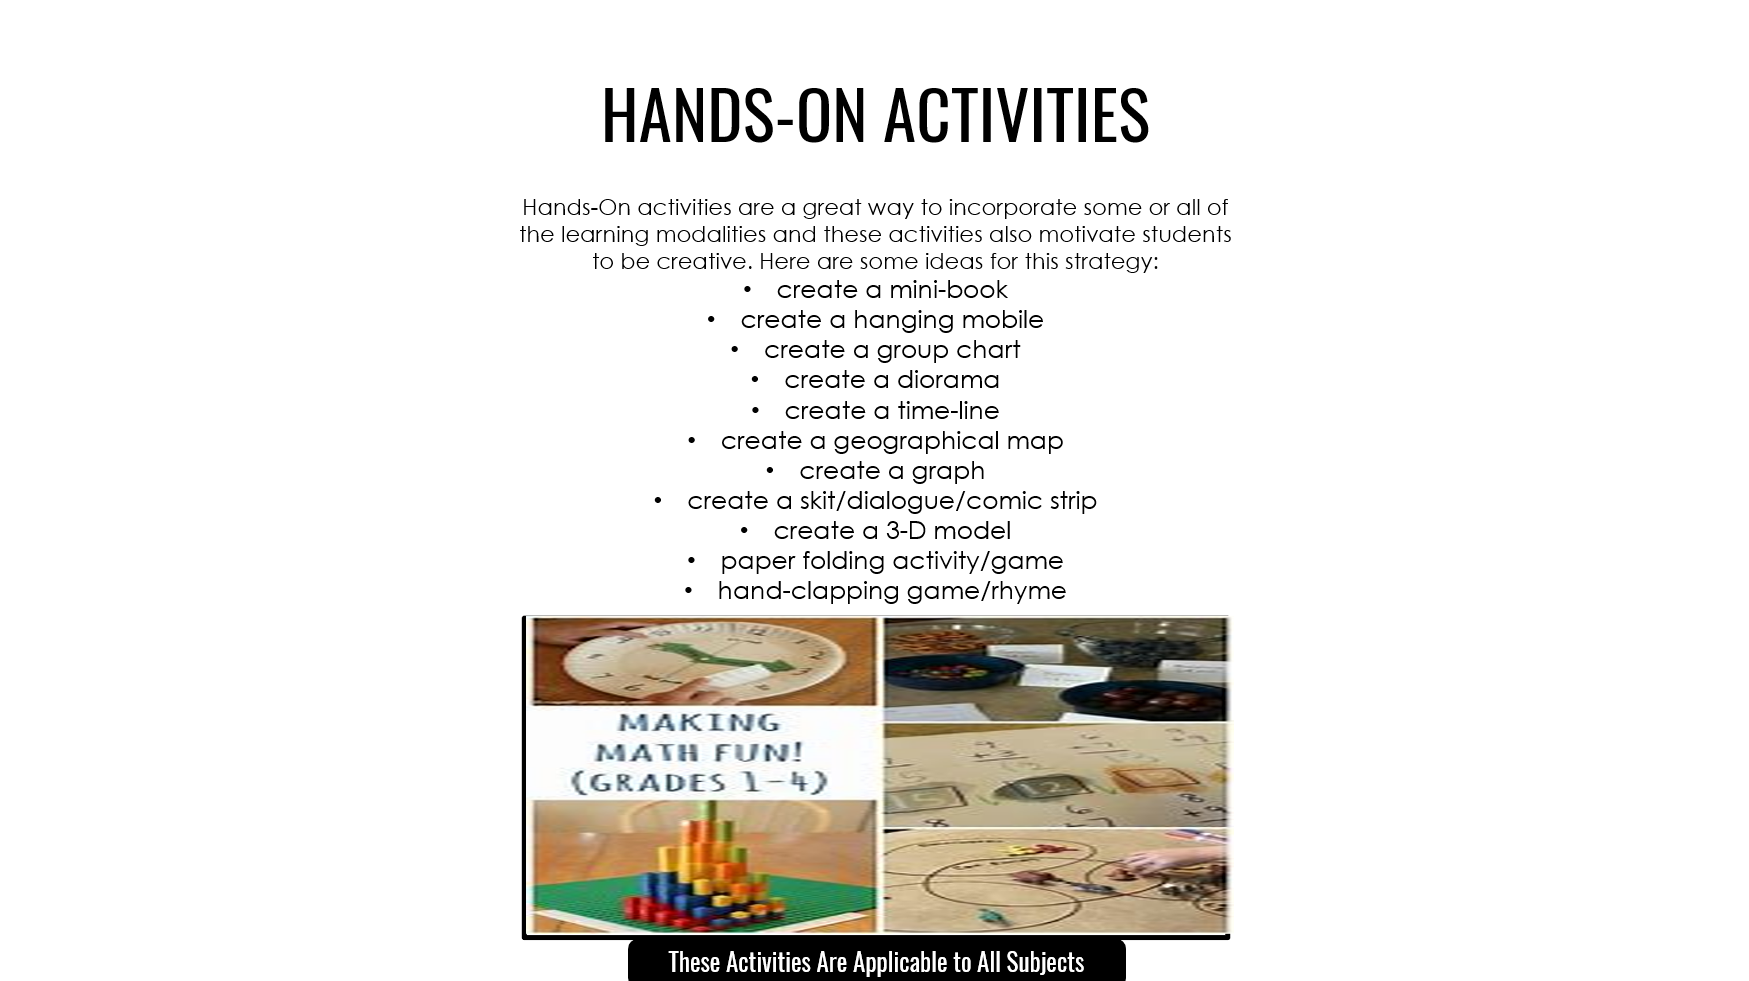 HANDS-ON ACTIVITIES
Hands-On activities are a great way to incorporate some or all of
the learning modalities and these activities also motivate students
to be creative. Here are some ideas for this strategy:
• create a mini-book
• create a hanging mobile
• create a group chart
• create a diorama
• create a time-line
• create a geographical map
• create a graph
• create a skit/dialogue/comic strip
• create a 3-D model
• paper folding activity/game
• hand-clapping game/rhyme
MAKING
MATH FUN!
(GRADES 1-4)
These Activities Are Applicable to All Subjects